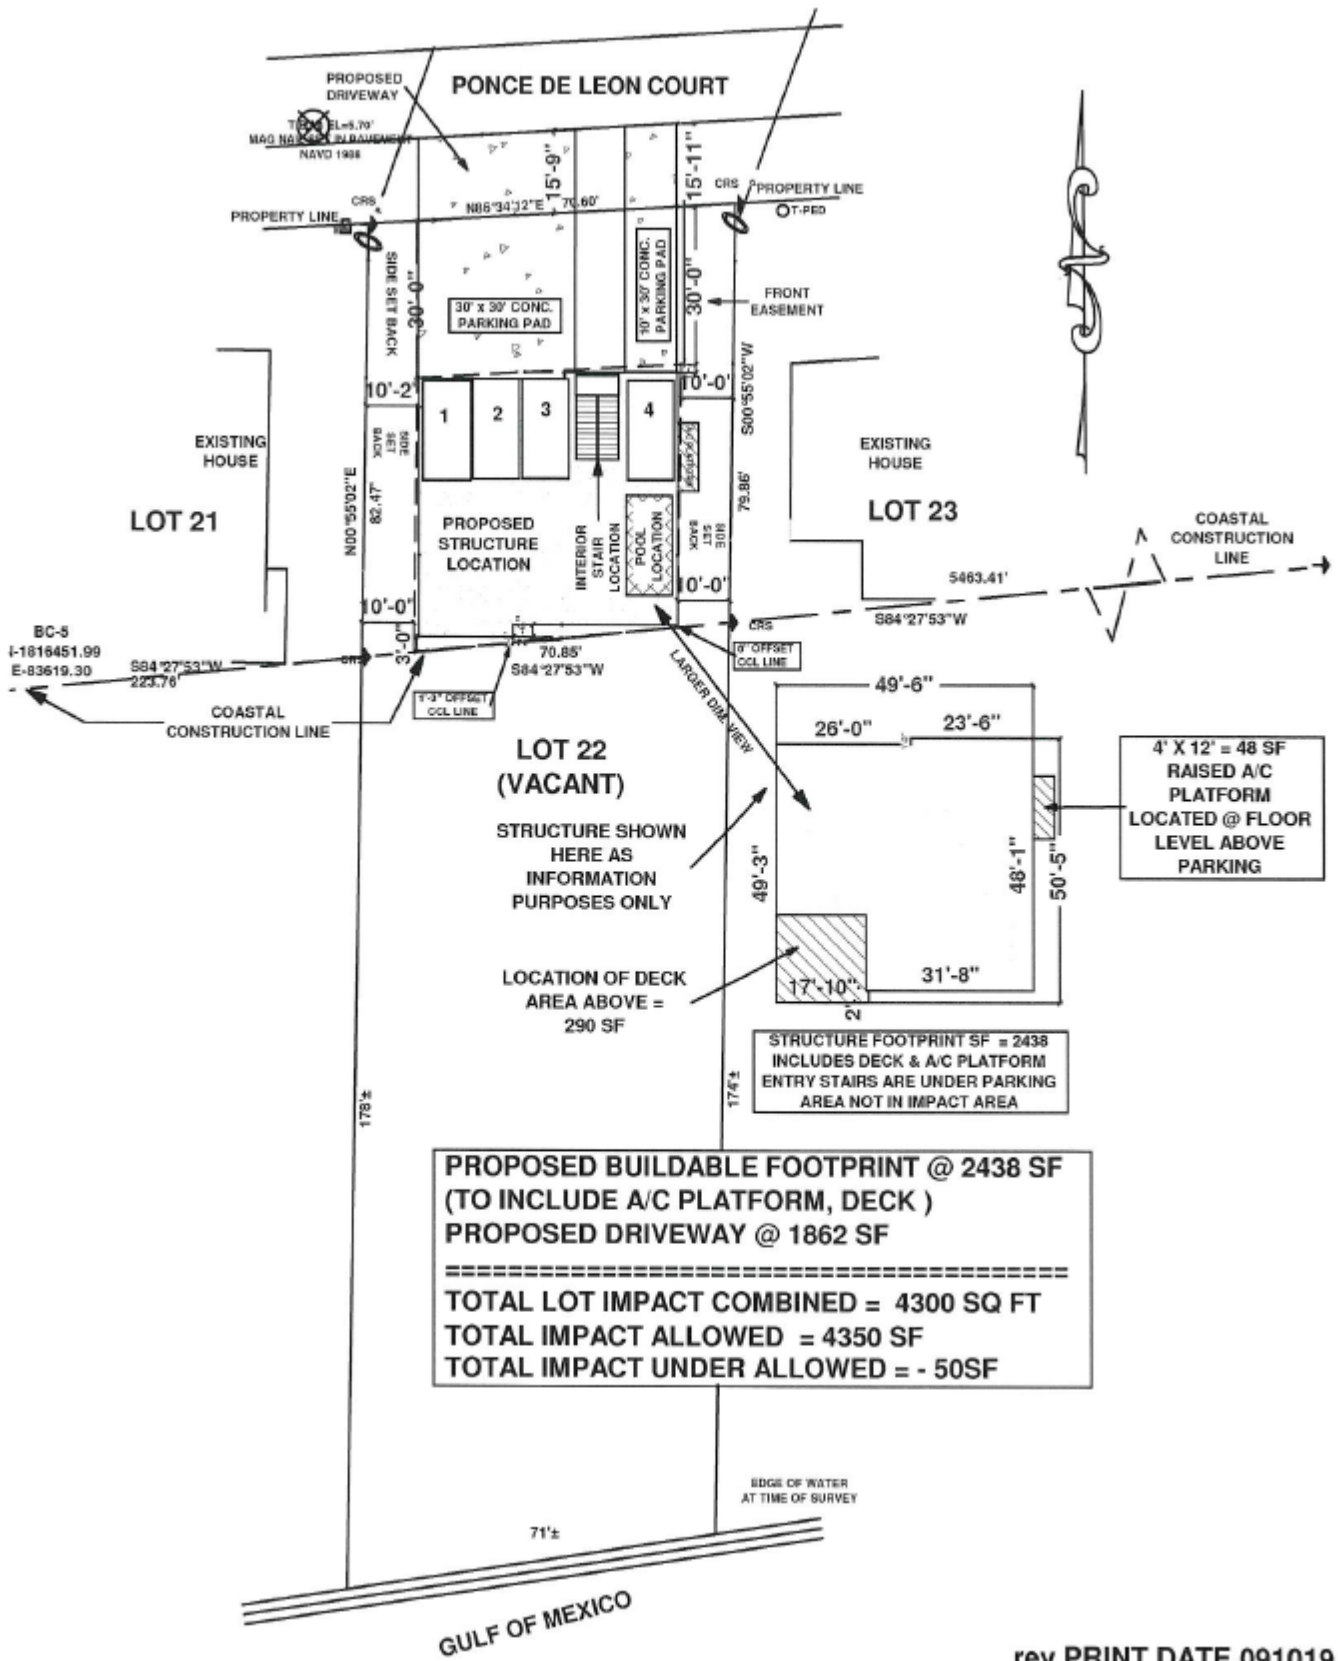 PONCE DE LEON COURT
PROPOSED
DRIVEWAY
EL=5.70'
NAVD 1988
15'-9"
15'-11"
CRS
CRS
PROPERTY LINE
PROPERTY LINE
N86°34'12"E 70.60'
T-PED
SIDE SET BACK
30'-0"
30' x 30' CONC.
PARKING PAD
10' X 30' CONC.
PARKING PAD
30'-0"
FRONT
EASEMENT
10'-2"
10'-0"
S00°55'02"W
79.86'
1
2
3
4
EXISTING
HOUSE
LOT 21
SIDE
SET
BACK
N00°55'02"E
82.47'
PROPOSED
STRUCTURE
LOCATION
INTERIOR
STAIR
LOCATION
POOL
LOCATION
SIDE
SET
BACK
EXISTING
HOUSE
LOT 23
COASTAL
CONSTRUCTION
LINE
5463.41'
S84°27'53"W
10'-0"
10'-0"
3'-0"
BC-5
-1816451.99
E-83619.30
S84°27'53"W
223.76'
CRS
CRS
70.85'
S84°27'53"W
OFFSET
CCL LINE
OFFSET
CCL LINE
COASTAL
CONSTRUCTION LINE
LARGER DIM. VIEW
LOT 22
(VACANT)
STRUCTURE SHOWN
HERE AS
INFORMATION
PURPOSES ONLY
49'-6"
26'-0"
23'-6"
49'-3"
48'-1"
50'-5"
4' X 12' = 48 SF
RAISED A/C
PLATFORM
LOCATED @ FLOOR
LEVEL ABOVE
PARKING
LOCATION OF DECK
AREA ABOVE =
290 SF
17'-10"
31'-8"
2'
STRUCTURE FOOTPRINT SF = 2438
INCLUDES DECK & A/C PLATFORM
ENTRY STAIRS ARE UNDER PARKING
AREA NOT IN IMPACT AREA
178'±
174'±
PROPOSED BUILDABLE FOOTPRINT @ 2438 SF
(TO INCLUDE A/C PLATFORM, DECK )
PROPOSED DRIVEWAY @ 1862 SF
=======================================
TOTAL LOT IMPACT COMBINED = 4300 SQ FT
TOTAL IMPACT ALLOWED = 4350 SF
TOTAL IMPACT UNDER ALLOWED = - 50SF
EDGE OF WATER
AT TIME OF SURVEY
71'±
GULF OF MEXICO
rev PRINT DATE 091019